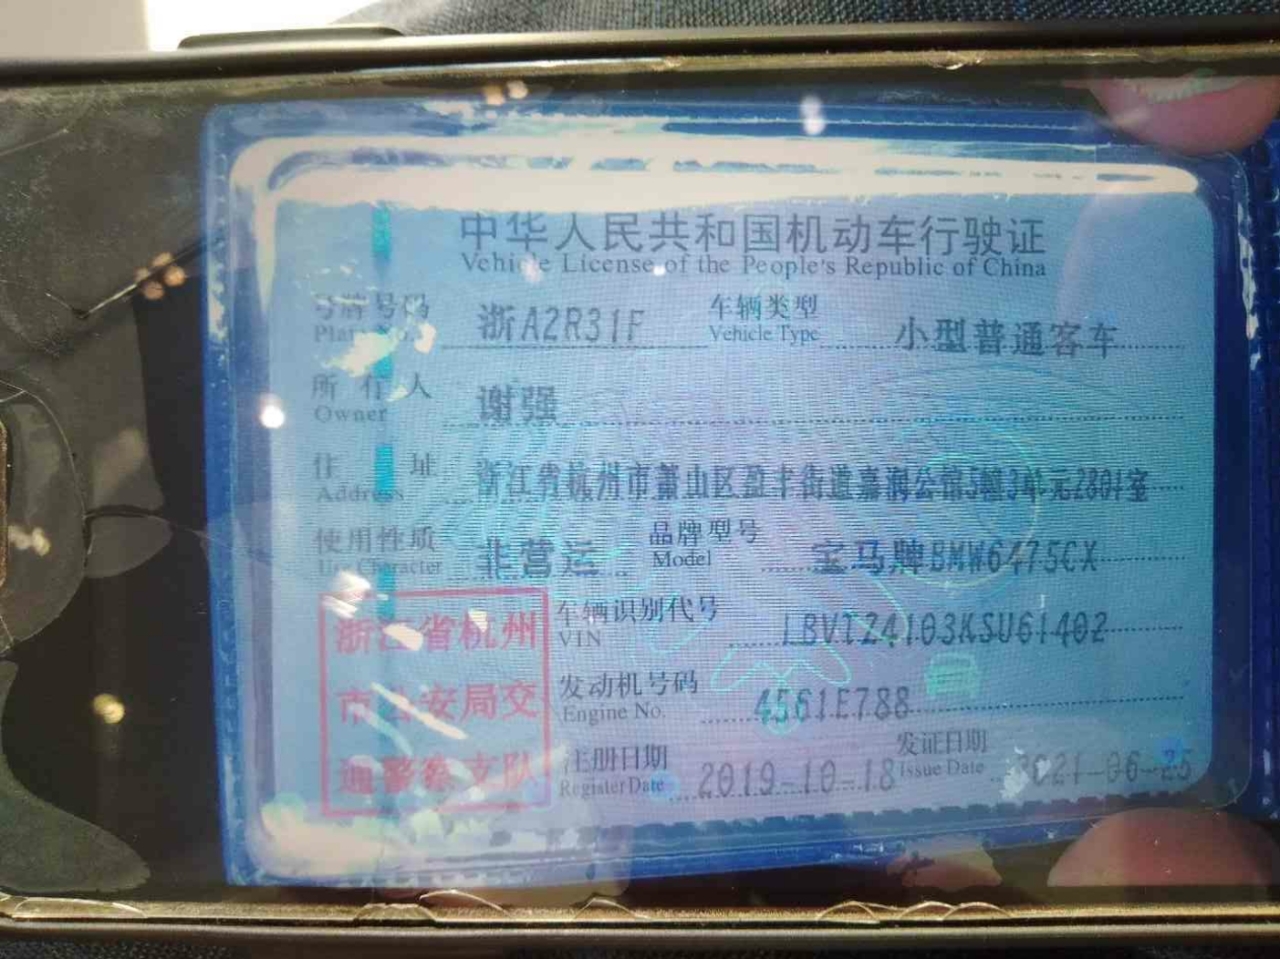 中华人民共和国机动车行驶证
Vehicle License of the People's Republic of China
号牌号码 浙A2R31F 车辆类型 小型普通客车
Plate No. Vehicle Type
所有人 谢强
Owner
住址 浙江省杭州市萧山区盈丰街道嘉润公馆5幢3单元2801室
Address
使用性质 非营运 品牌型号 宝马牌BMW6475CX
Use Character Model
浙江省杭州 车辆识别代号 LBVTZ4103KSU61402
VIN
市公安局交 发动机号码 4561E788
Engine No.
通警察支队 注册日期 2019-10-18 发证日期 2021-06-25
Register Date Issue Date